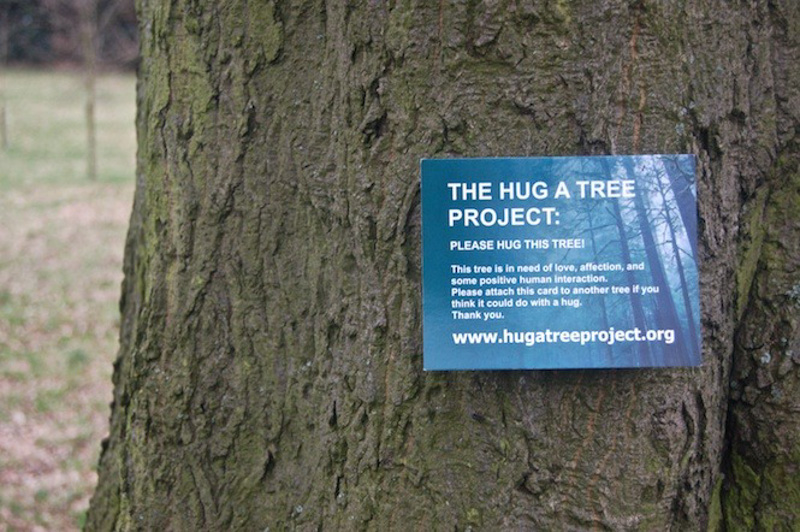 THE HUG A TREE
PROJECT:
PLEASE HUG THIS TREE!
This tree is in need of love, affection, and
some positive human interaction.
Please attach this card to another tree if you
think it could do with a hug.
Thank you.
www.hugatreeproject.org